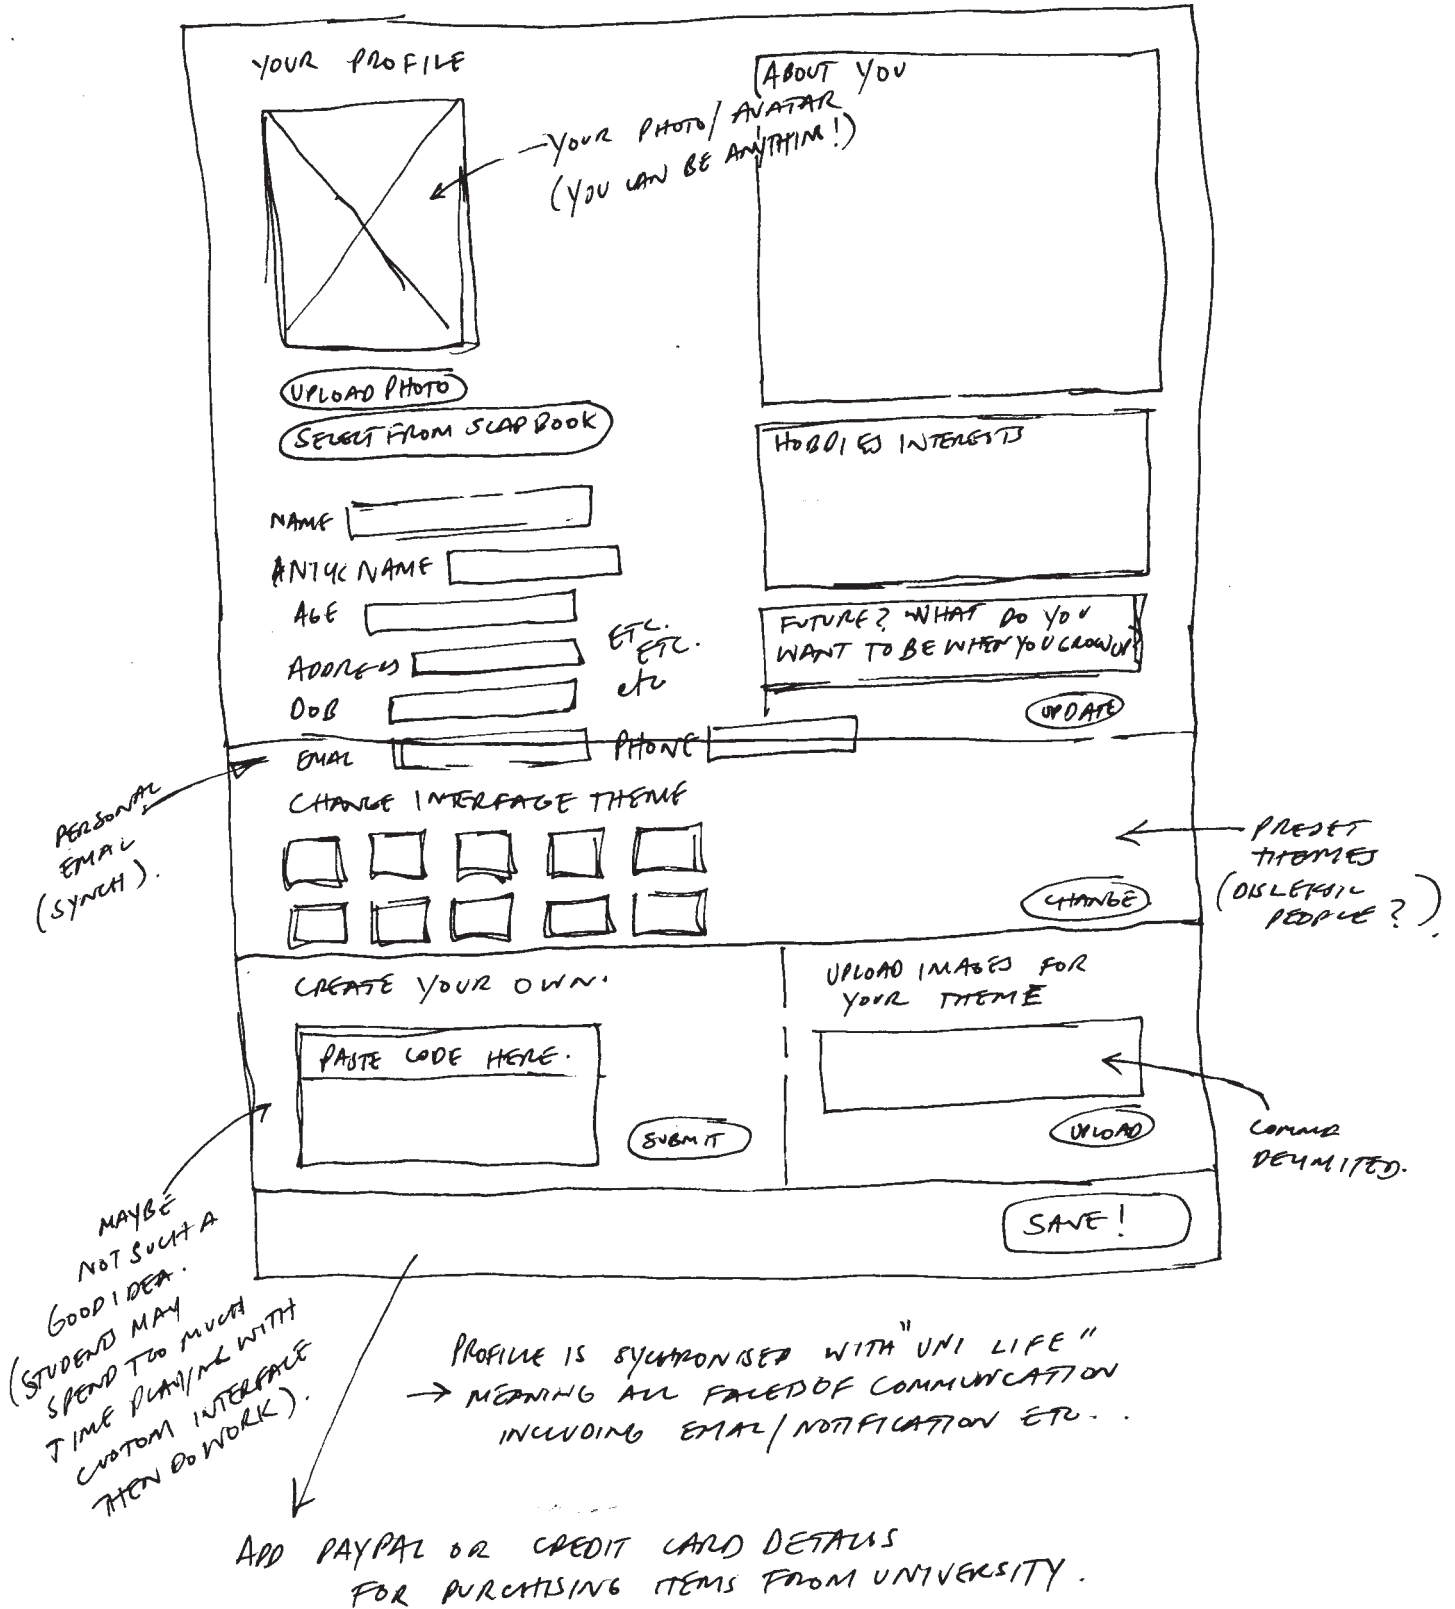 YOUR PROFILE
YOUR PHOTO/ AVATAR
(YOU CAN BE ANYTHING!)
UPLOAD PHOTO
SELECT FROM SCAPBOOK
NAME
NAME
AGE
ADDRESS
DOB
ETC.
ETC.
etc
EMAIL
PHONE
ABOUT YOU
HOBBIES INTERESTS
FUTURE? WHAT DO YOU
WANT TO BE WHEN YOU GROW UP
UPDATE
PERSONAL
EMAIL
(SYNCH).
CHANGE INTERFACE THEME
CHANGE
PRESET
THEMES
(DISLEKSIC
PEOPLE?).
CREATE YOUR OWN.
PASTE CODE HERE.
SUBMIT
UPLOAD IMAGES FOR
YOUR THEME
UPLOAD
COMMA
DELIMITED.
MAYBE
NOT SUCH A
GOOD IDEA.
(STUDENTS MAY
SPEND TOO MUCH
TIME PLAYING WITH
CUSTOM INTERFACE
THEN DO WORK).
SAVE!
PROFILE IS SYCHRONISED WITH "UNI LIFE"
→ MEANING ALL FACETS OF COMMUNICATION
INCLUDING EMAIL/NOTIFICATION ETC..
ADD PAYPAL OR CREDIT CARD DETAILS
FOR PURCHSING ITEMS FROM UNIVERSITY.